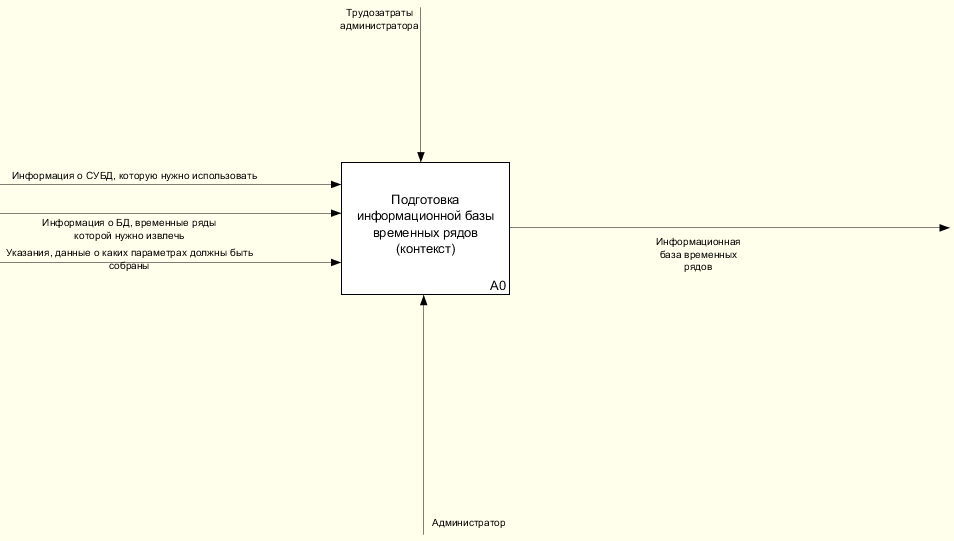 Трудозатраты
администратора
Информация о СУБД, которую нужно использовать
Информация о БД, временные ряды
которой нужно извлечь
Указания, данные о каких параметрах должны быть
собраны
Подготовка
информационной базы
временных рядов
(контекст)
A0
Информационная
база временных
рядов
Администратор